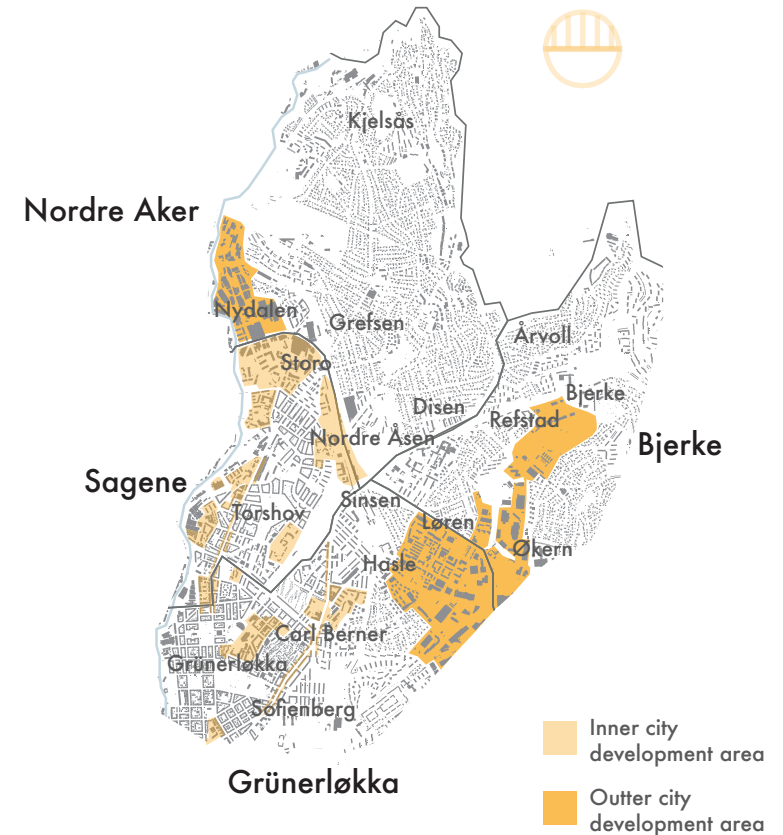 Kjelsås
Nordre Aker
Nydalen
Grefsen
Årvoll
Storo
Bjerke
Disen
Refstad
Nordre Åsen
Bjerke
Sagene
Sinsen
Torshov
Løren
Økern
Hasle
Carl Berner
Grünerløkka
Sofienberg
Inner city
development area
Grünerløkka
Outter city
development area